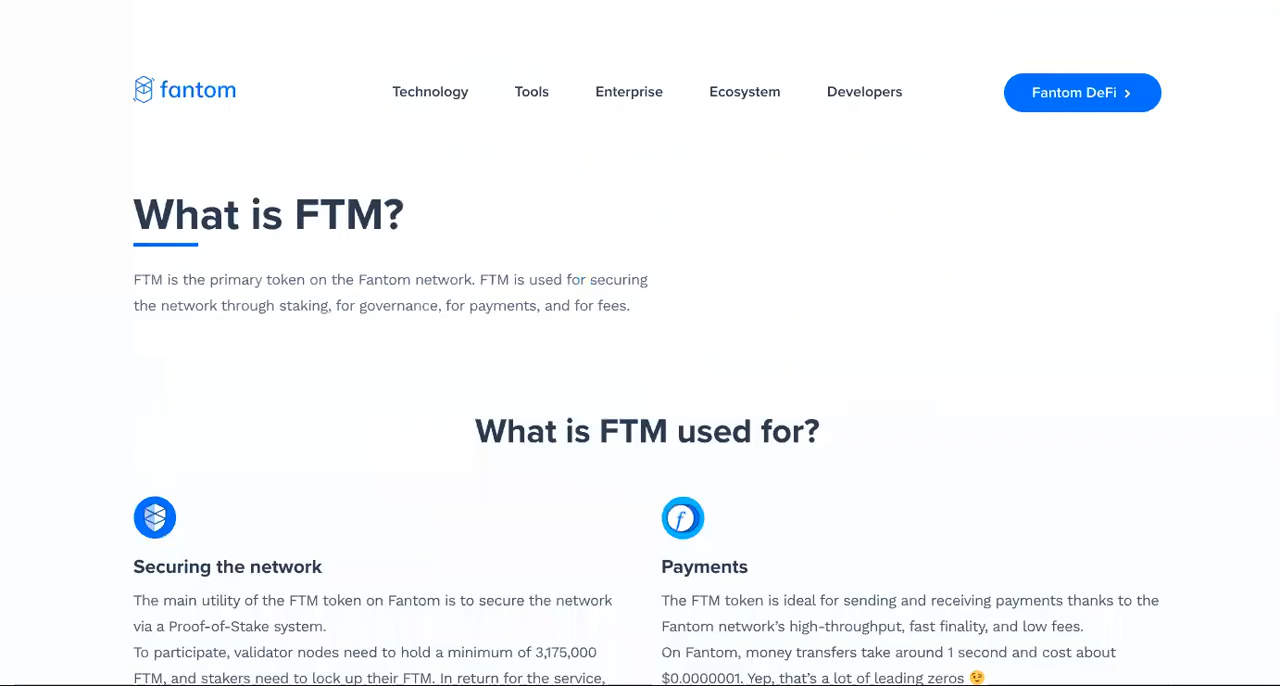 fantom
Technology
Tools
Enterprise
Ecosystem
Developers
Fantom DeFi
What is FTM?
FTM is the primary token on the Fantom network. FTM is used for securing
the network through staking, for governance, for payments, and for fees.
What is FTM used for?
Securing the network
The main utility of the FTM token on Fantom is to secure the network
via a Proof-of-Stake system.
To participate, validator nodes need to hold a minimum of 3,175,000
FTM, and stakers need to lock up their FTM. In return for the service,
Payments
The FTM token is ideal for sending and receiving payments thanks to the
Fantom network's high-throughput, fast finality, and low fees.
On Fantom, money transfers take around 1 second and cost about
$0.0000001. Yep, that's a lot of leading zeros 😉